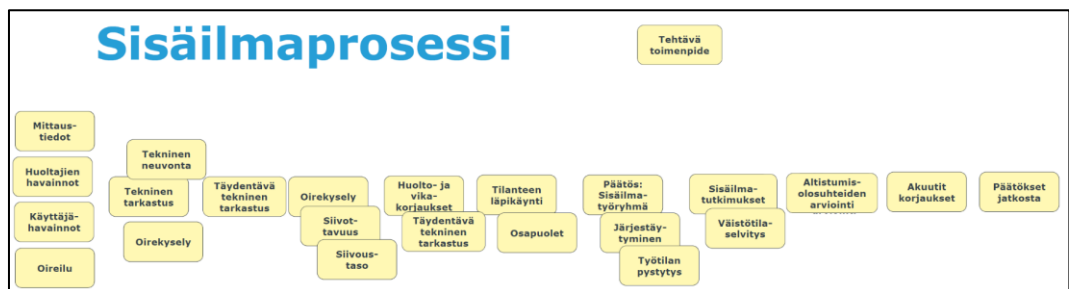 Sisäilmaprosessi
Tehtävä
toimenpide
Mittaus-
tiedot
Huoltajien
havainnot
Käyttäjä-
havainnot
Oireilu
Tekninen
neuvonta
Tekninen
tarkastus
Oirekysely
Täydentävä
tekninen
tarkastus
Oirekysely
Siivot-
tavuus
Siivous-
taso
Huolto- ja
vika-
korjaukset
Täydentävä
tekninen
tarkastus
Tilanteen
läpikäynti
Osapuolet
Päätös:
Sisäilma-
työryhmä
Järjestäy-
tyminen
Työtilan
pystytys
Sisäilma-
tutkimukset
Väistötila-
selvitys
Altistumis-
olosuhteiden
arviointi
Akuutit
korjaukset
Päätökset
jatkosta